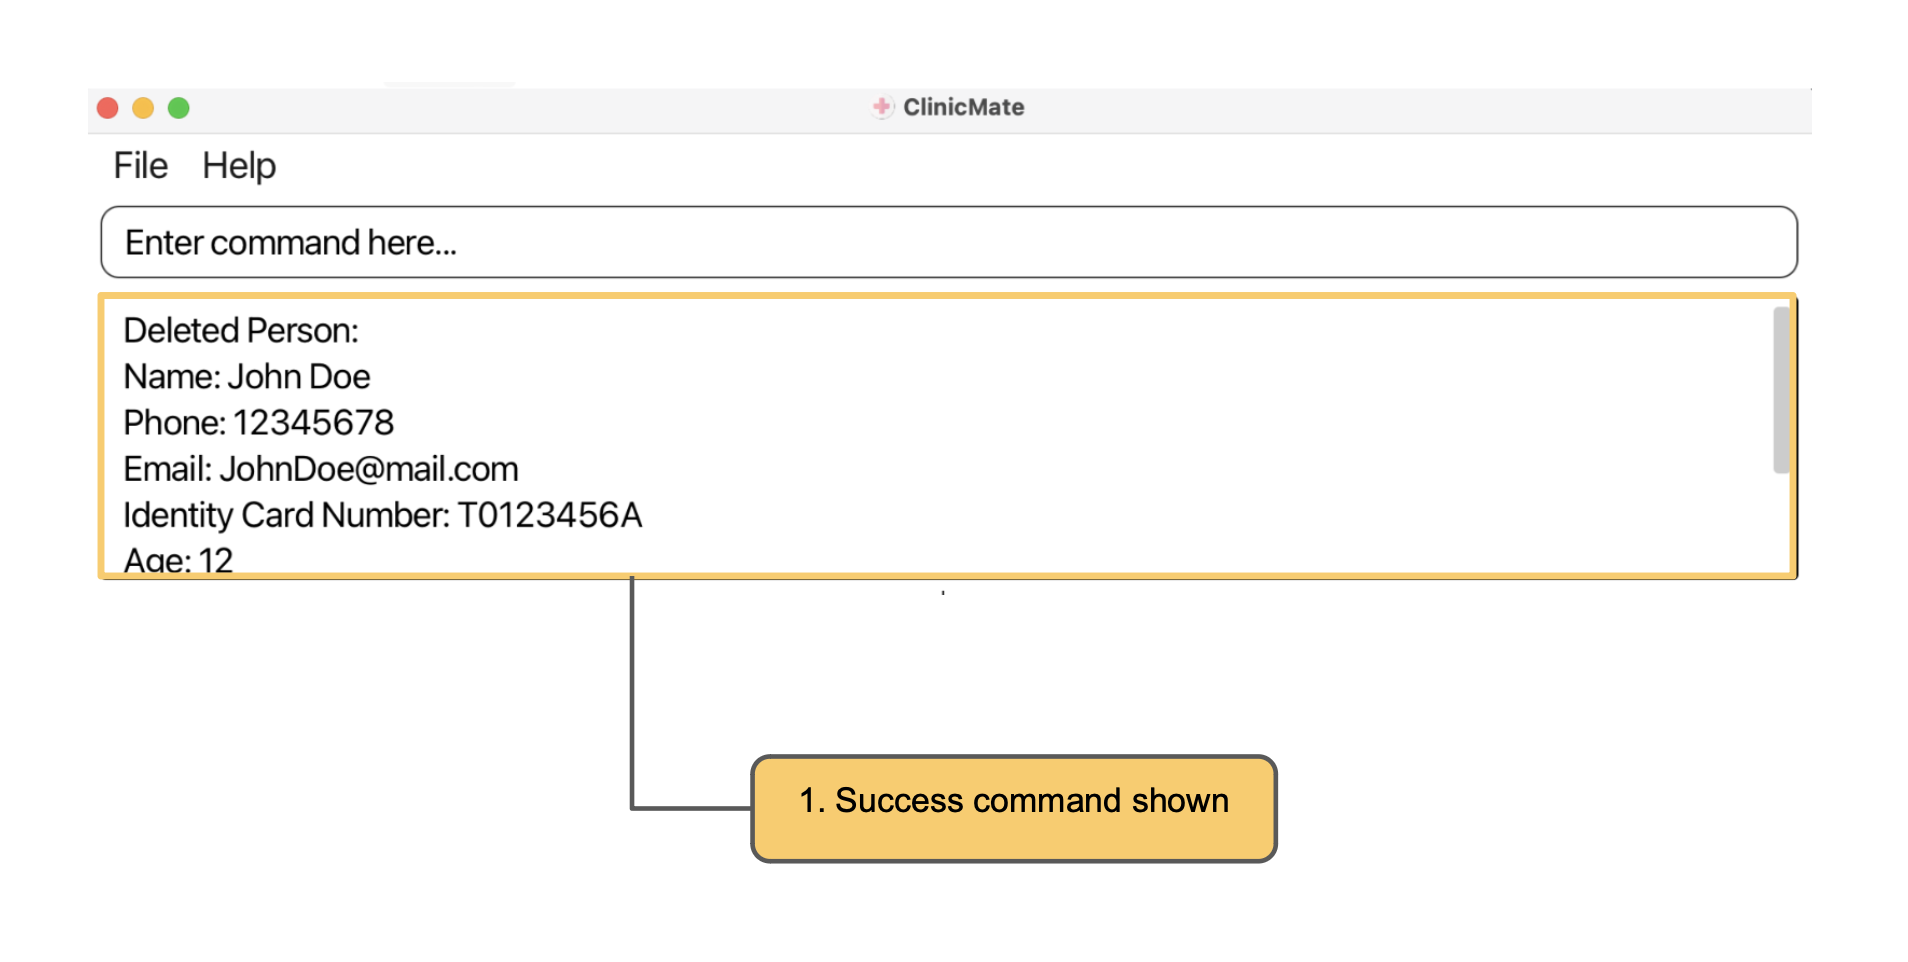 ClinicMate
File Help
Enter command here...
Deleted Person:
Name: John Doe
Phone: 12345678
Email: JohnDoe@mail.com
Identity Card Number: T0123456A
Age: 12
1. Success command shown